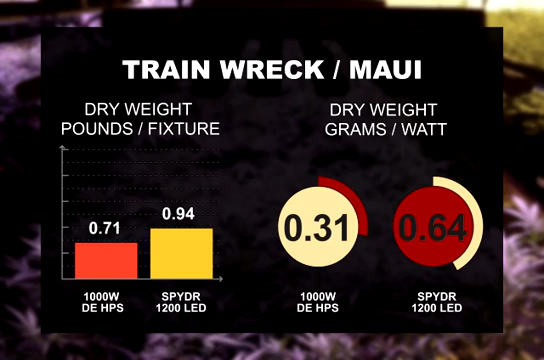 TRAIN WRECK / MAUI
DRY WEIGHT
POUNDS / FIXTURE
0.71
0.94
1000W
DE HPS
SPYDR
1200 LED
DRY WEIGHT
GRAMS / WATT
0.31
0.64
1000W
DE HPS
SPYDR
1200 LED